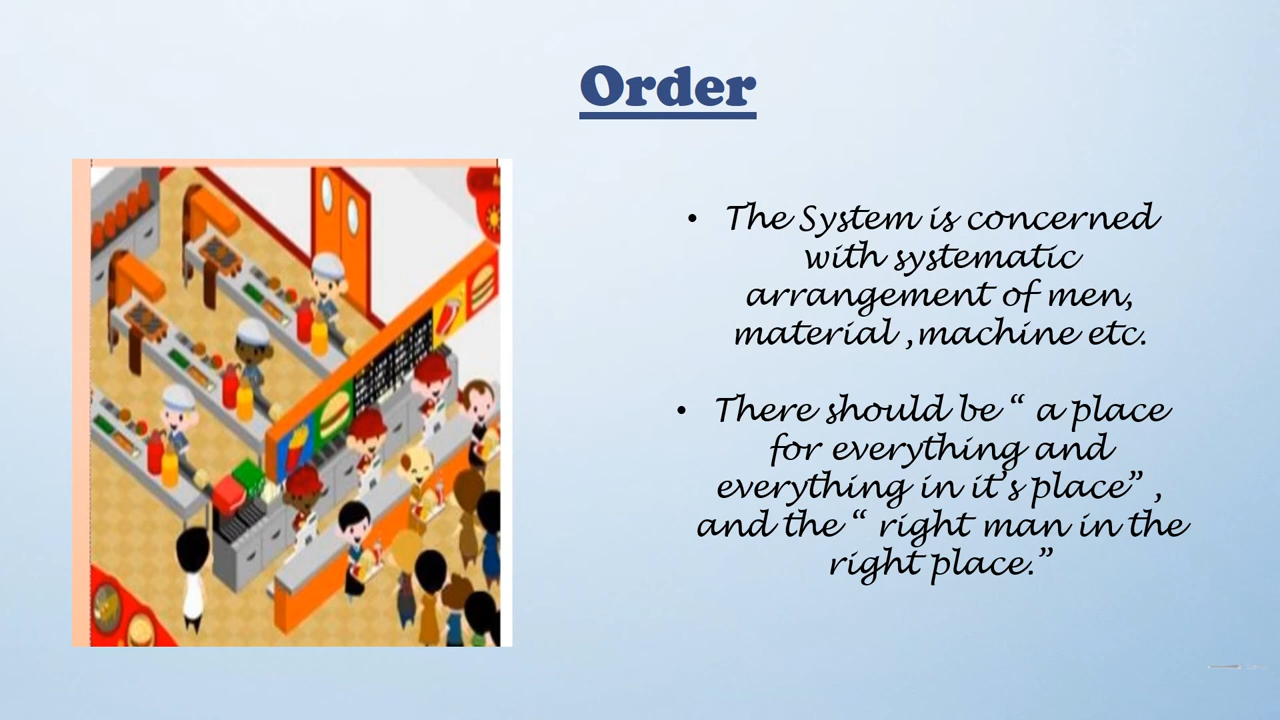 Order
• The System is concerned
with systematic
arrangement of men,
material ,machine etc.
• There should be “ a place
for everything and
everything in it’s place” ,
and the “ right man in the
right place.”